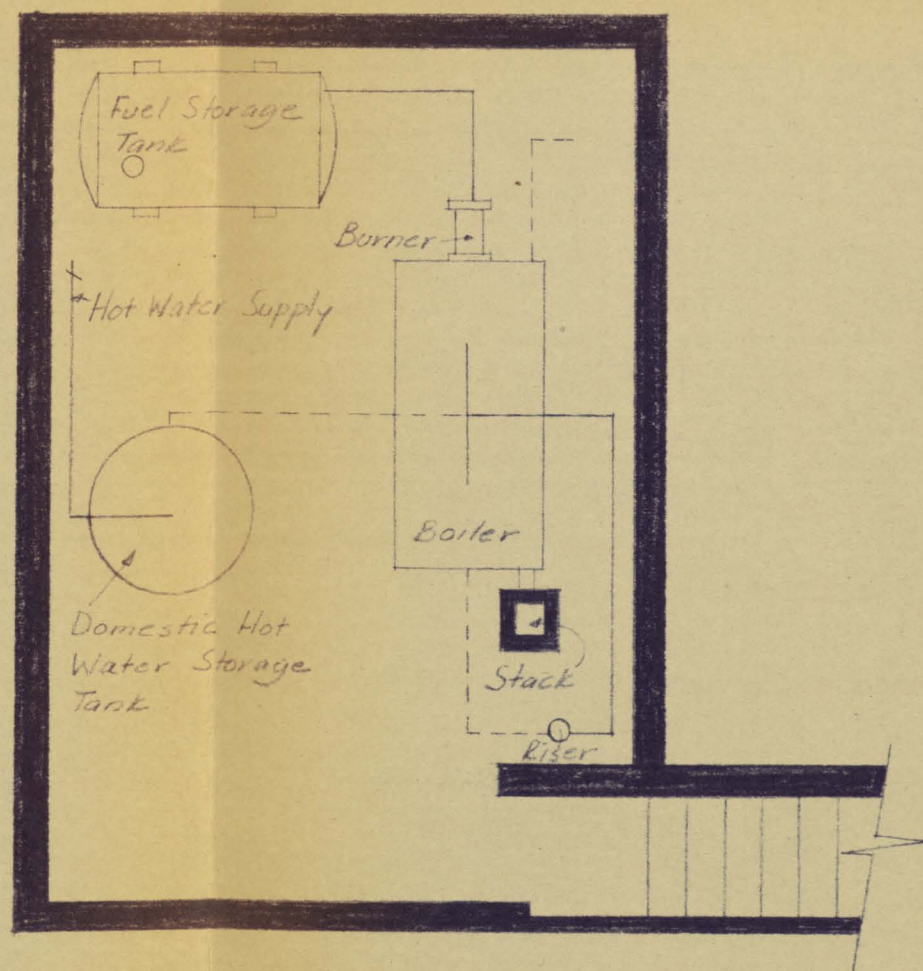 Fuel Storage
Tank
Burner
Hot Water Supply
Boiler
Domestic Hot
Water Storage
Tank
Stack
Riser